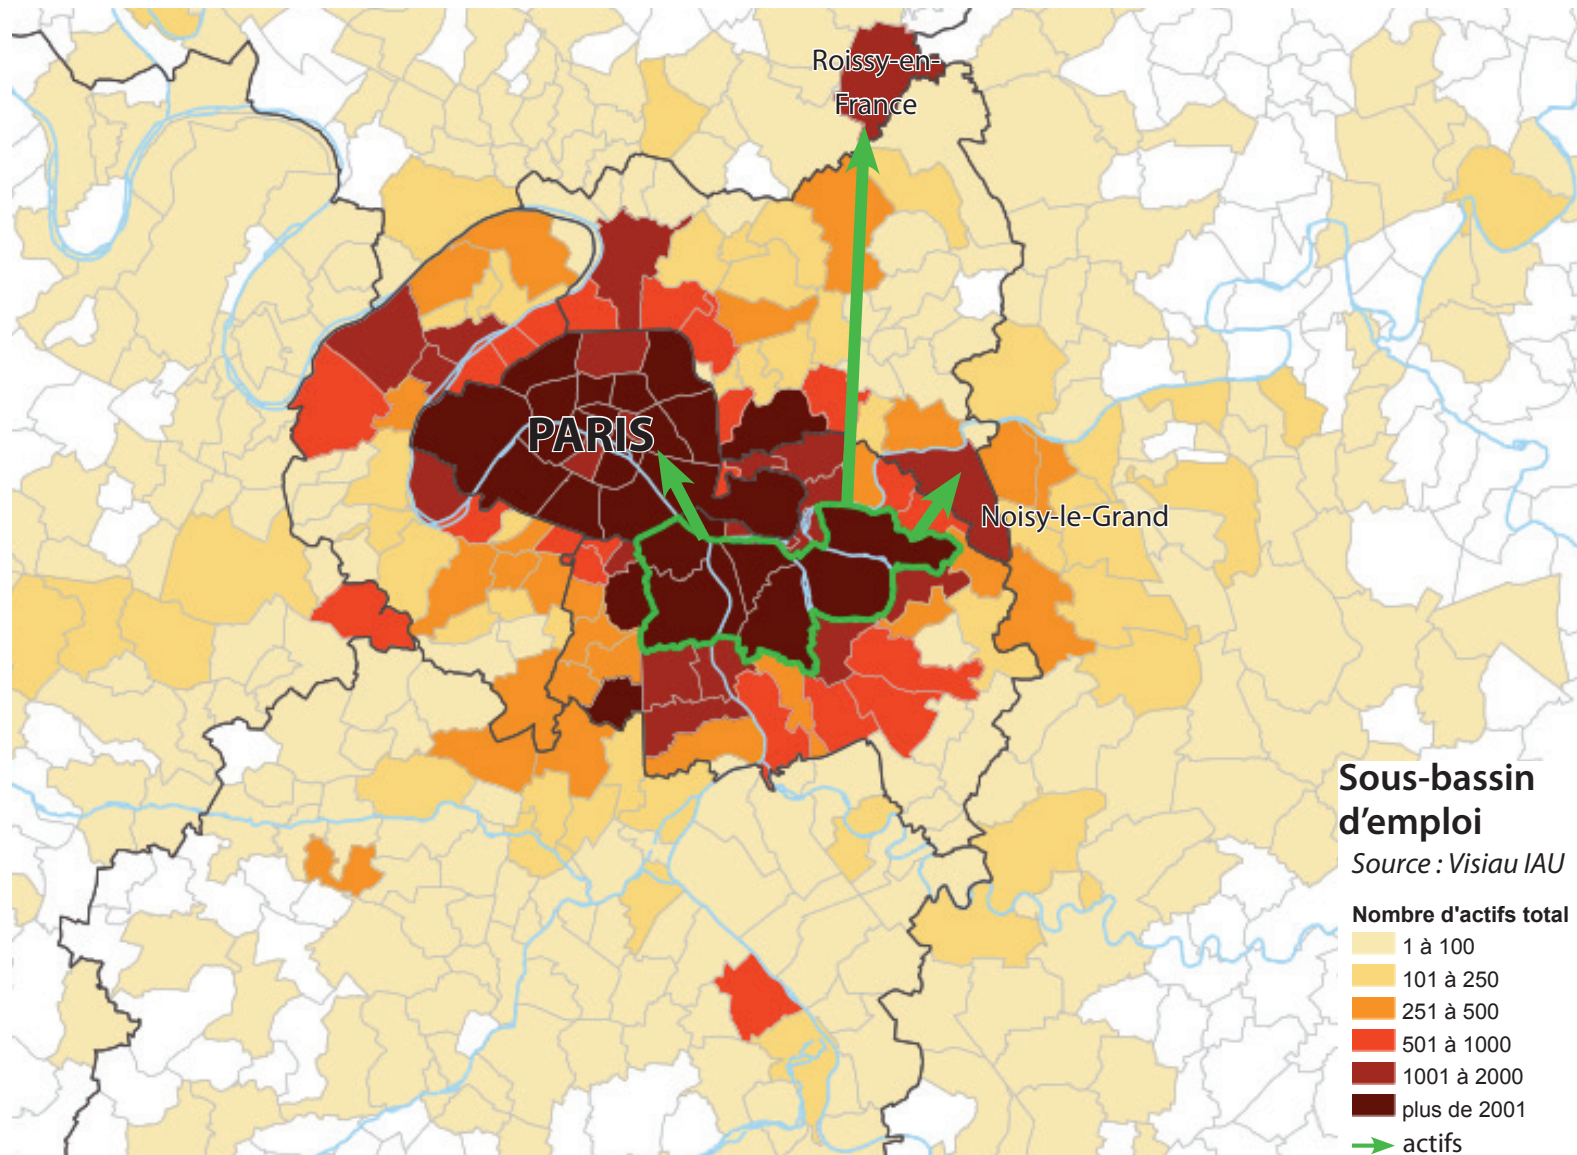 Roissy-en-
France
PARIS
Noisy-le-Grand
Sous-bassin
d'emploi
Source : Visiau IAU
Nombre d'actifs total
1 à 100
101 à 250
251 à 500
501 à 1000
1001 à 2000
plus de 2001
actifs